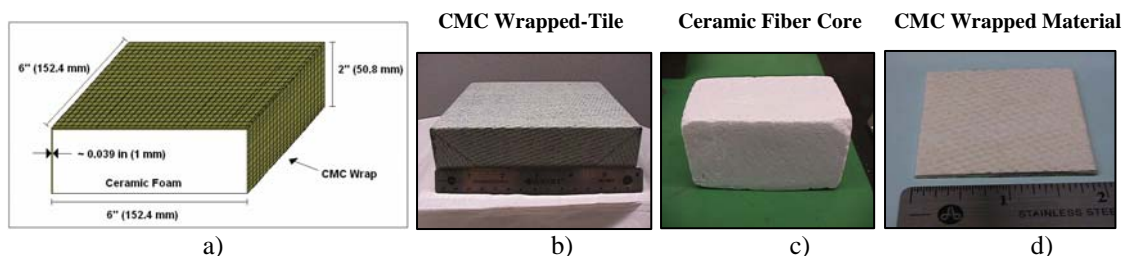 CMC Wrapped-Tile
Ceramic Fiber Core
CMC Wrapped Material
6" (152.4 mm)
2" (50.8 mm)
~ 0.039 in (1 mm)
Ceramic Foam
CMC Wrap
6" (152.4 mm)
1
2
STAINLESS STEE
a)
b)
c)
d)